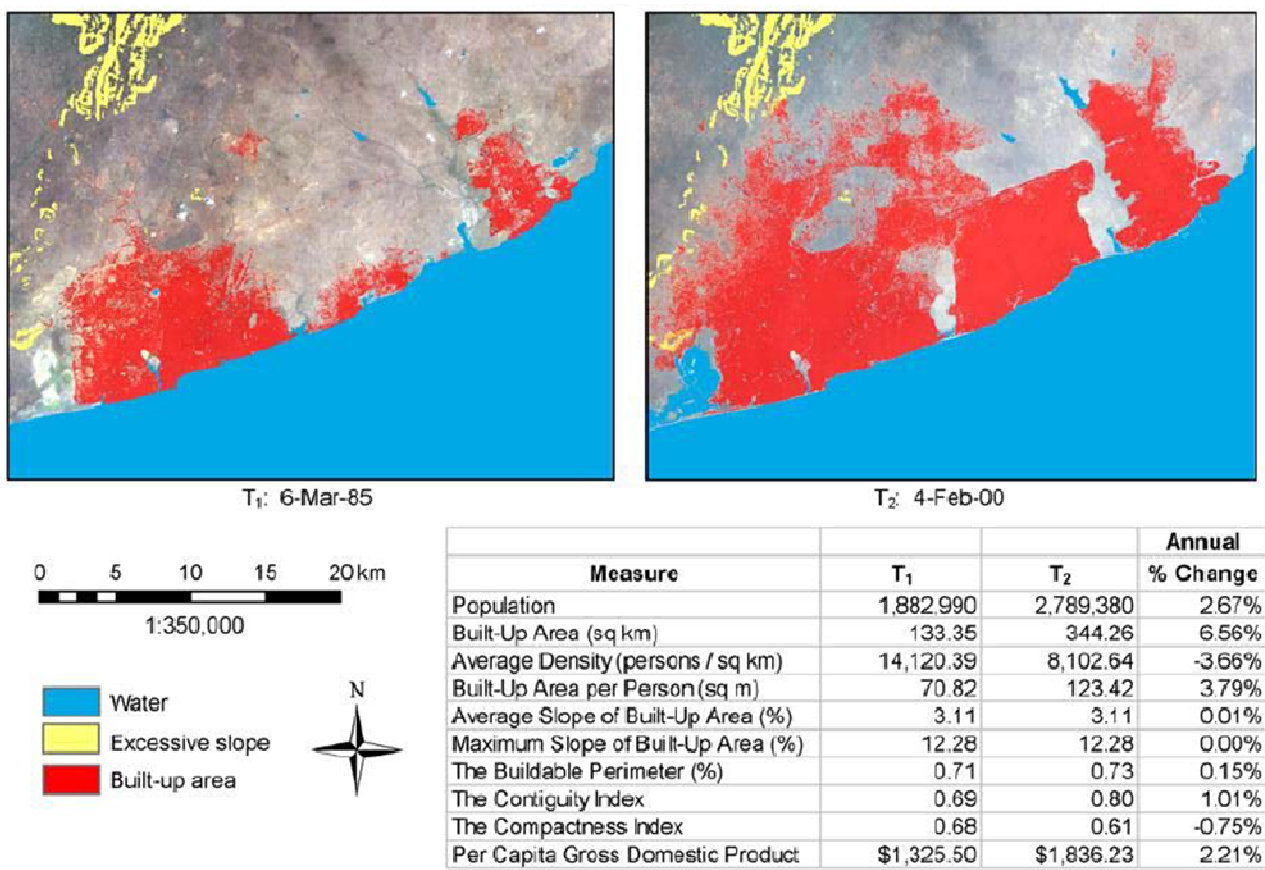 T₁: 6-Mar-85
T₂: 4-Feb-00
0 5 10 15 20 km
1:350,000
Water
Excessive slope
Built-up area
N
Annual
Measure T₁ T₂ % Change
Population 1,882,990 2,789,380 2.67%
Built-Up Area (sq km) 133.35 344.26 6.56%
Average Density (persons / sq km) 14,120.39 8,102.64 -3.66%
Built-Up Area per Person (sq m) 70.82 123.42 3.79%
Average Slope of Built-Up Area (%) 3.11 3.11 0.01%
Maximum Slope of Built-Up Area (%) 12.28 12.28 0.00%
The Buildable Perimeter (%) 0.71 0.73 0.15%
The Contiguity Index 0.69 0.80 1.01%
The Compactness Index 0.68 0.61 -0.75%
Per Capita Gross Domestic Product $1,325.50 $1,836.23 2.21%